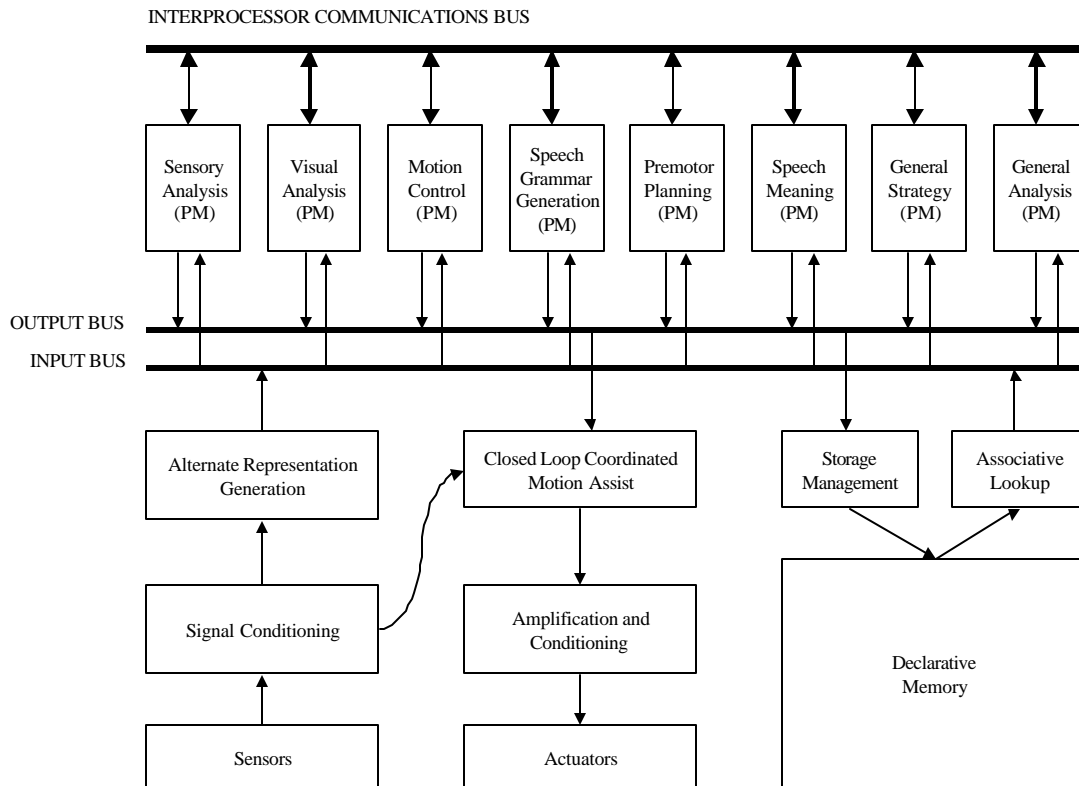 INTERPROCESSOR COMMUNICATIONS BUS
Sensory
Analysis
(PM)
Visual
Analysis
(PM)
Motion
Control
(PM)
Speech
Grammar
Generation
(PM)
Premotor
Planning
(PM)
Speech
Meaning
(PM)
General
Strategy
(PM)
General
Analysis
(PM)
OUTPUT BUS
INPUT BUS
Alternate Representation
Generation
Closed Loop Coordinated
Motion Assist
Storage
Management
Associative
Lookup
Signal Conditioning
Amplification and
Conditioning
Declarative
Memory
Sensors
Actuators